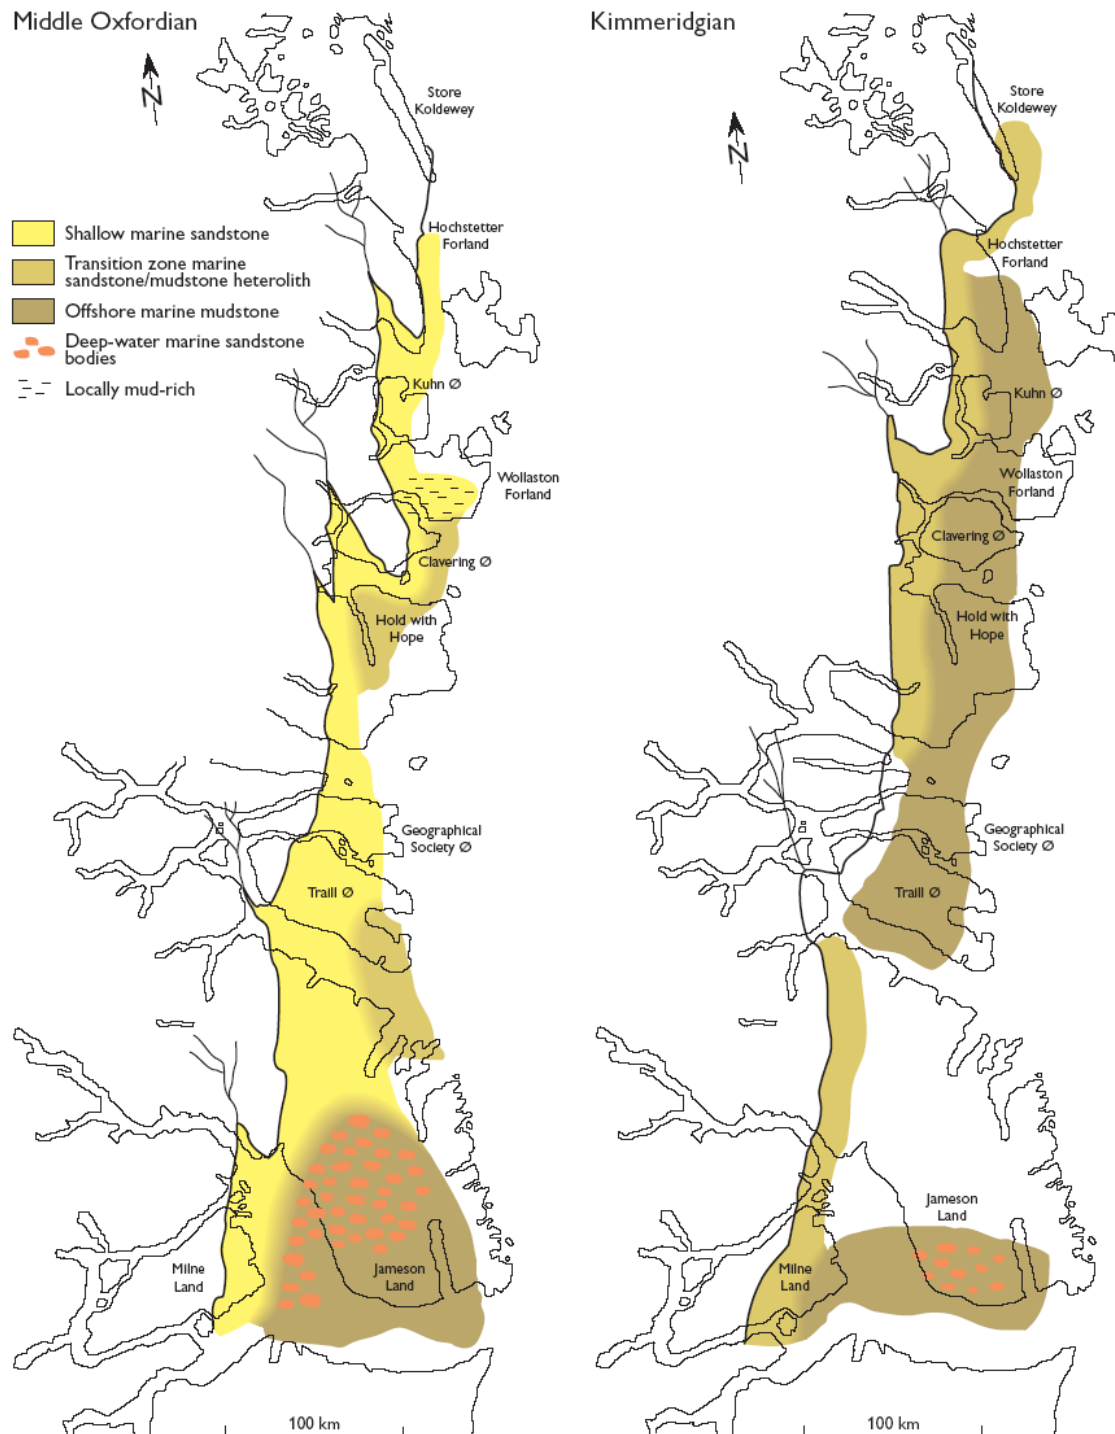 Middle Oxfordian
N
Store
Koldewey
Hochstetter
Forland
Shallow marine sandstone
Transition zone marine
sandstone/mudstone heterolith
Offshore marine mudstone
Deep-water marine sandstone
bodies
Locally mud-rich
Kuhn Ø
Wollaston
Forland
Clavering Ø
Hold with
Hope
Geographical
Society Ø
Traill Ø
Milne
Land
Jameson
Land
100 km
Kimmeridgian
N
Store
Koldewey
Hochstetter
Forland
Kuhn Ø
Wollaston
Forland
Clavering Ø
Hold with
Hope
Geographical
Society Ø
Traill Ø
Jameson
Land
Milne
Land
100 km